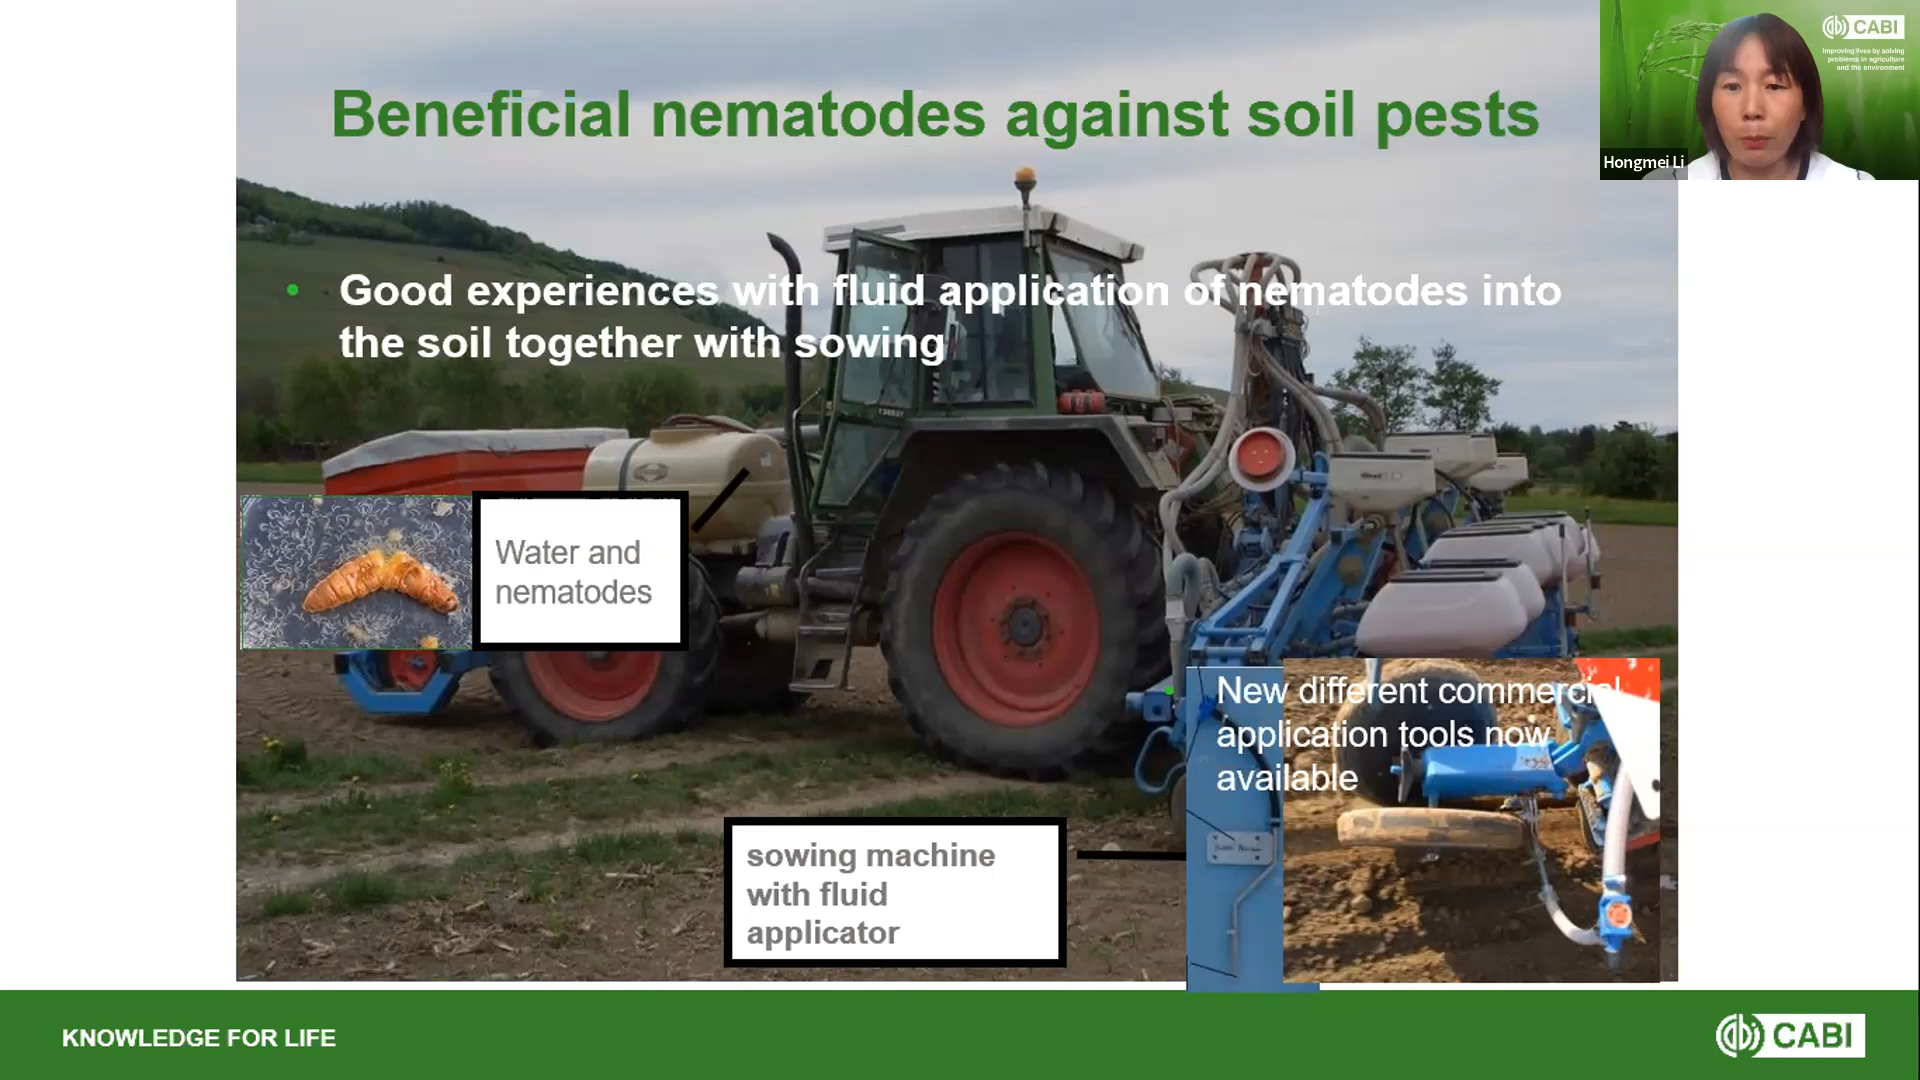 CABI
Improving lives by solving
problems in agriculture
and the environment
Hongmei Li
Beneficial nematodes against soil pests
• Good experiences with fluid application of nematodes into
the soil together with sowing
Water and
nematodes
• New different commercial
application tools now
available
sowing machine
with fluid
applicator
KNOWLEDGE FOR LIFE
CABI